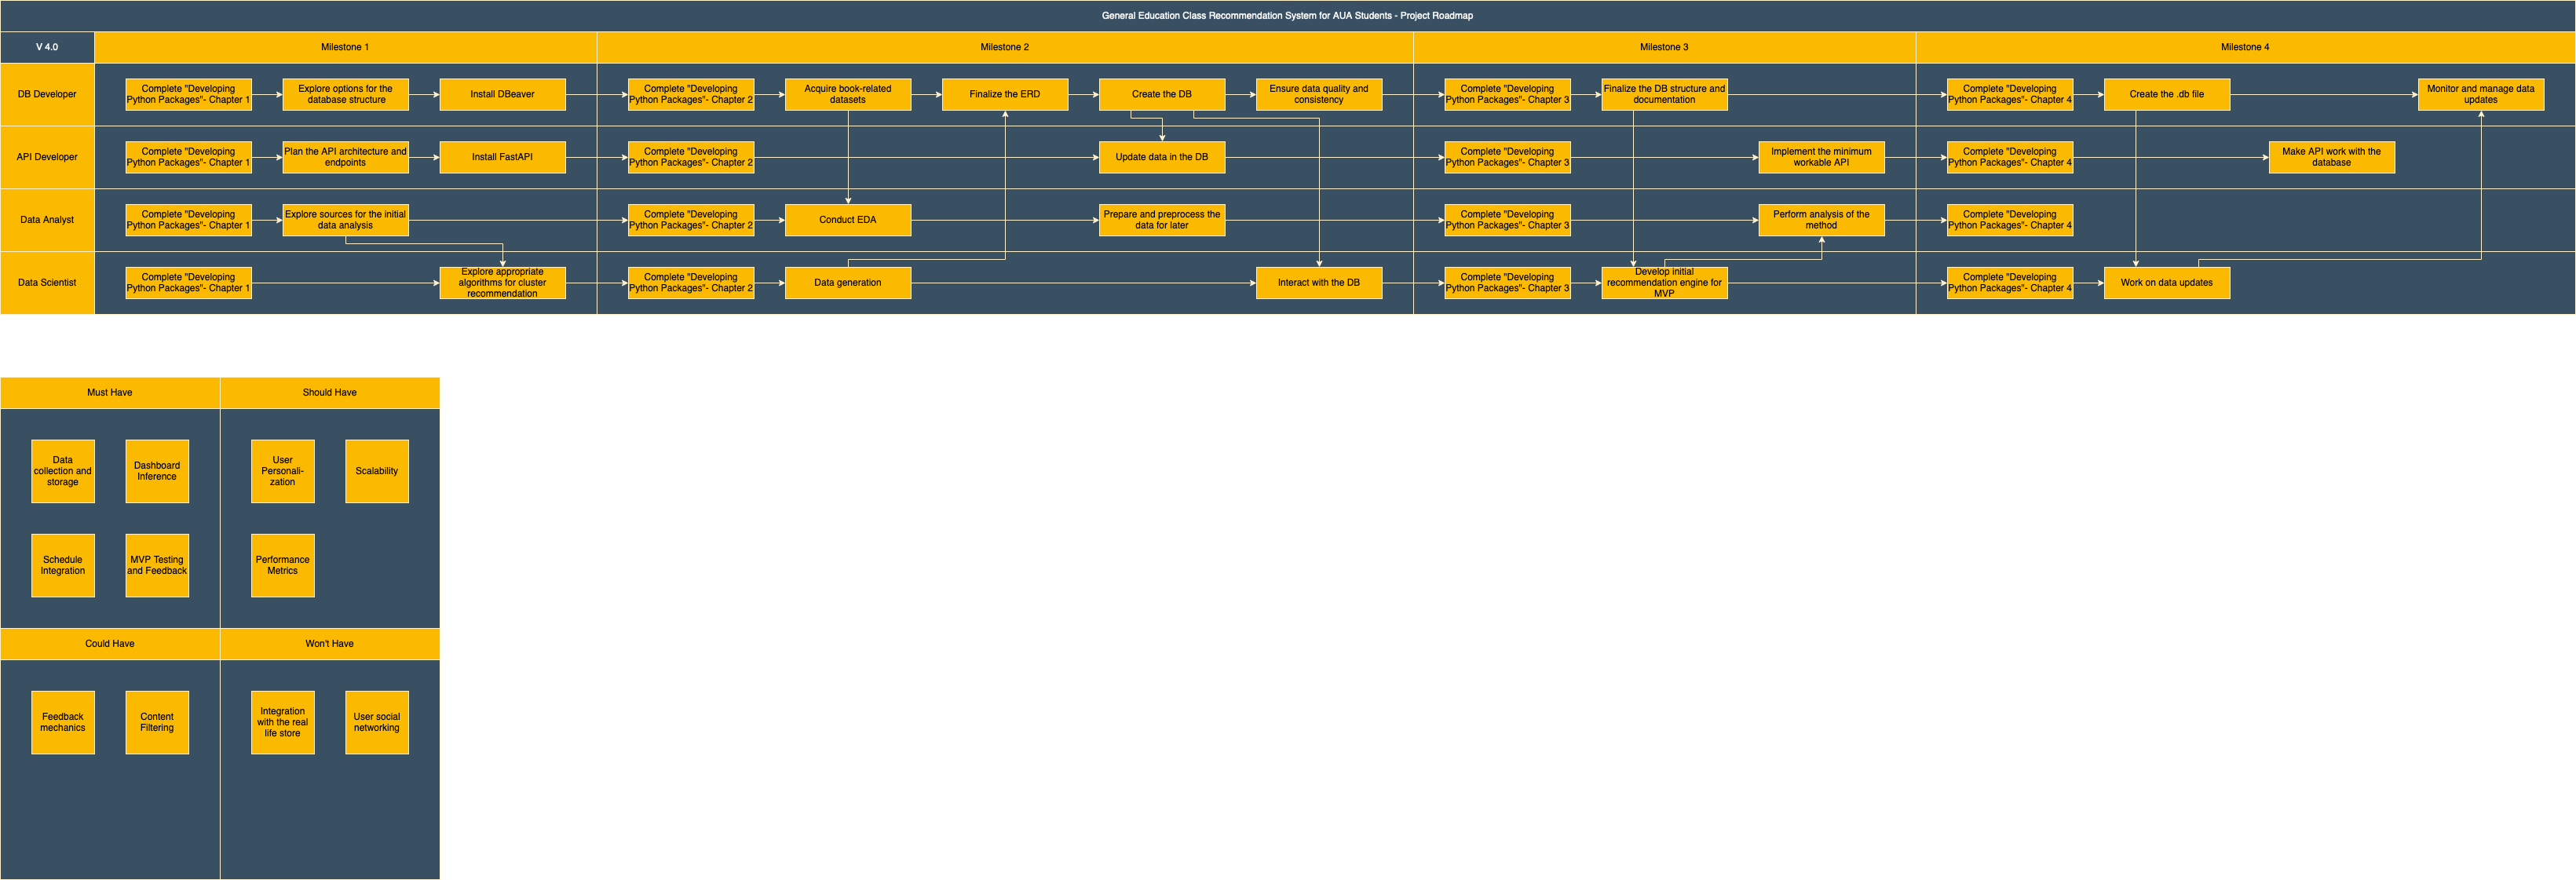 General Education Class Recommendation System for AUA Students - Project Roadmap
V 4.0
Milestone 1
Milestone 2
Milestone 3
Milestone 4
DB Developer
Complete "Developing
Python Packages"- Chapter 1
Explore options for the
database structure
Install DBeaver
Complete "Developing
Python Packages"- Chapter 2
Acquire book-related
datasets
Finalize the ERD
Create the DB
Ensure data quality and
consistency
Complete "Developing
Python Packages"- Chapter 3
Finalize the DB structure and
documentation
Complete "Developing
Python Packages"- Chapter 4
Create the .db file
Monitor and manage data
updates
API Developer
Complete "Developing
Python Packages"- Chapter 1
Plan the API architecture and
endpoints
Install FastAPI
Complete "Developing
Python Packages"- Chapter 2
Update data in the DB
Complete "Developing
Python Packages"- Chapter 3
Implement the minimum
workable API
Complete "Developing
Python Packages"- Chapter 4
Make API work with the
database
Data Analyst
Complete "Developing
Python Packages"- Chapter 1
Explore sources for the initial
data analysis
Complete "Developing
Python Packages"- Chapter 2
Conduct EDA
Prepare and preprocess the
data for later
Complete "Developing
Python Packages"- Chapter 3
Perform analysis of the
method
Complete "Developing
Python Packages"- Chapter 4
Data Scientist
Complete "Developing
Python Packages"- Chapter 1
Explore appropriate
algorithms for cluster
recommendation
Complete "Developing
Python Packages"- Chapter 2
Data generation
Interact with the DB
Complete "Developing
Python Packages"- Chapter 3
Develop initial
recommendation engine for
MVP
Complete "Developing
Python Packages"- Chapter 4
Work on data updates
Must Have
Should Have
Data
collection and
storage
Dashboard
Inference
User
Personali-
zation
Scalability
Schedule
Integration
MVP Testing
and Feedback
Performance
Metrics
Could Have
Won't Have
Feedback
mechanics
Content
Filtering
Integration
with the real
life store
User social
networking